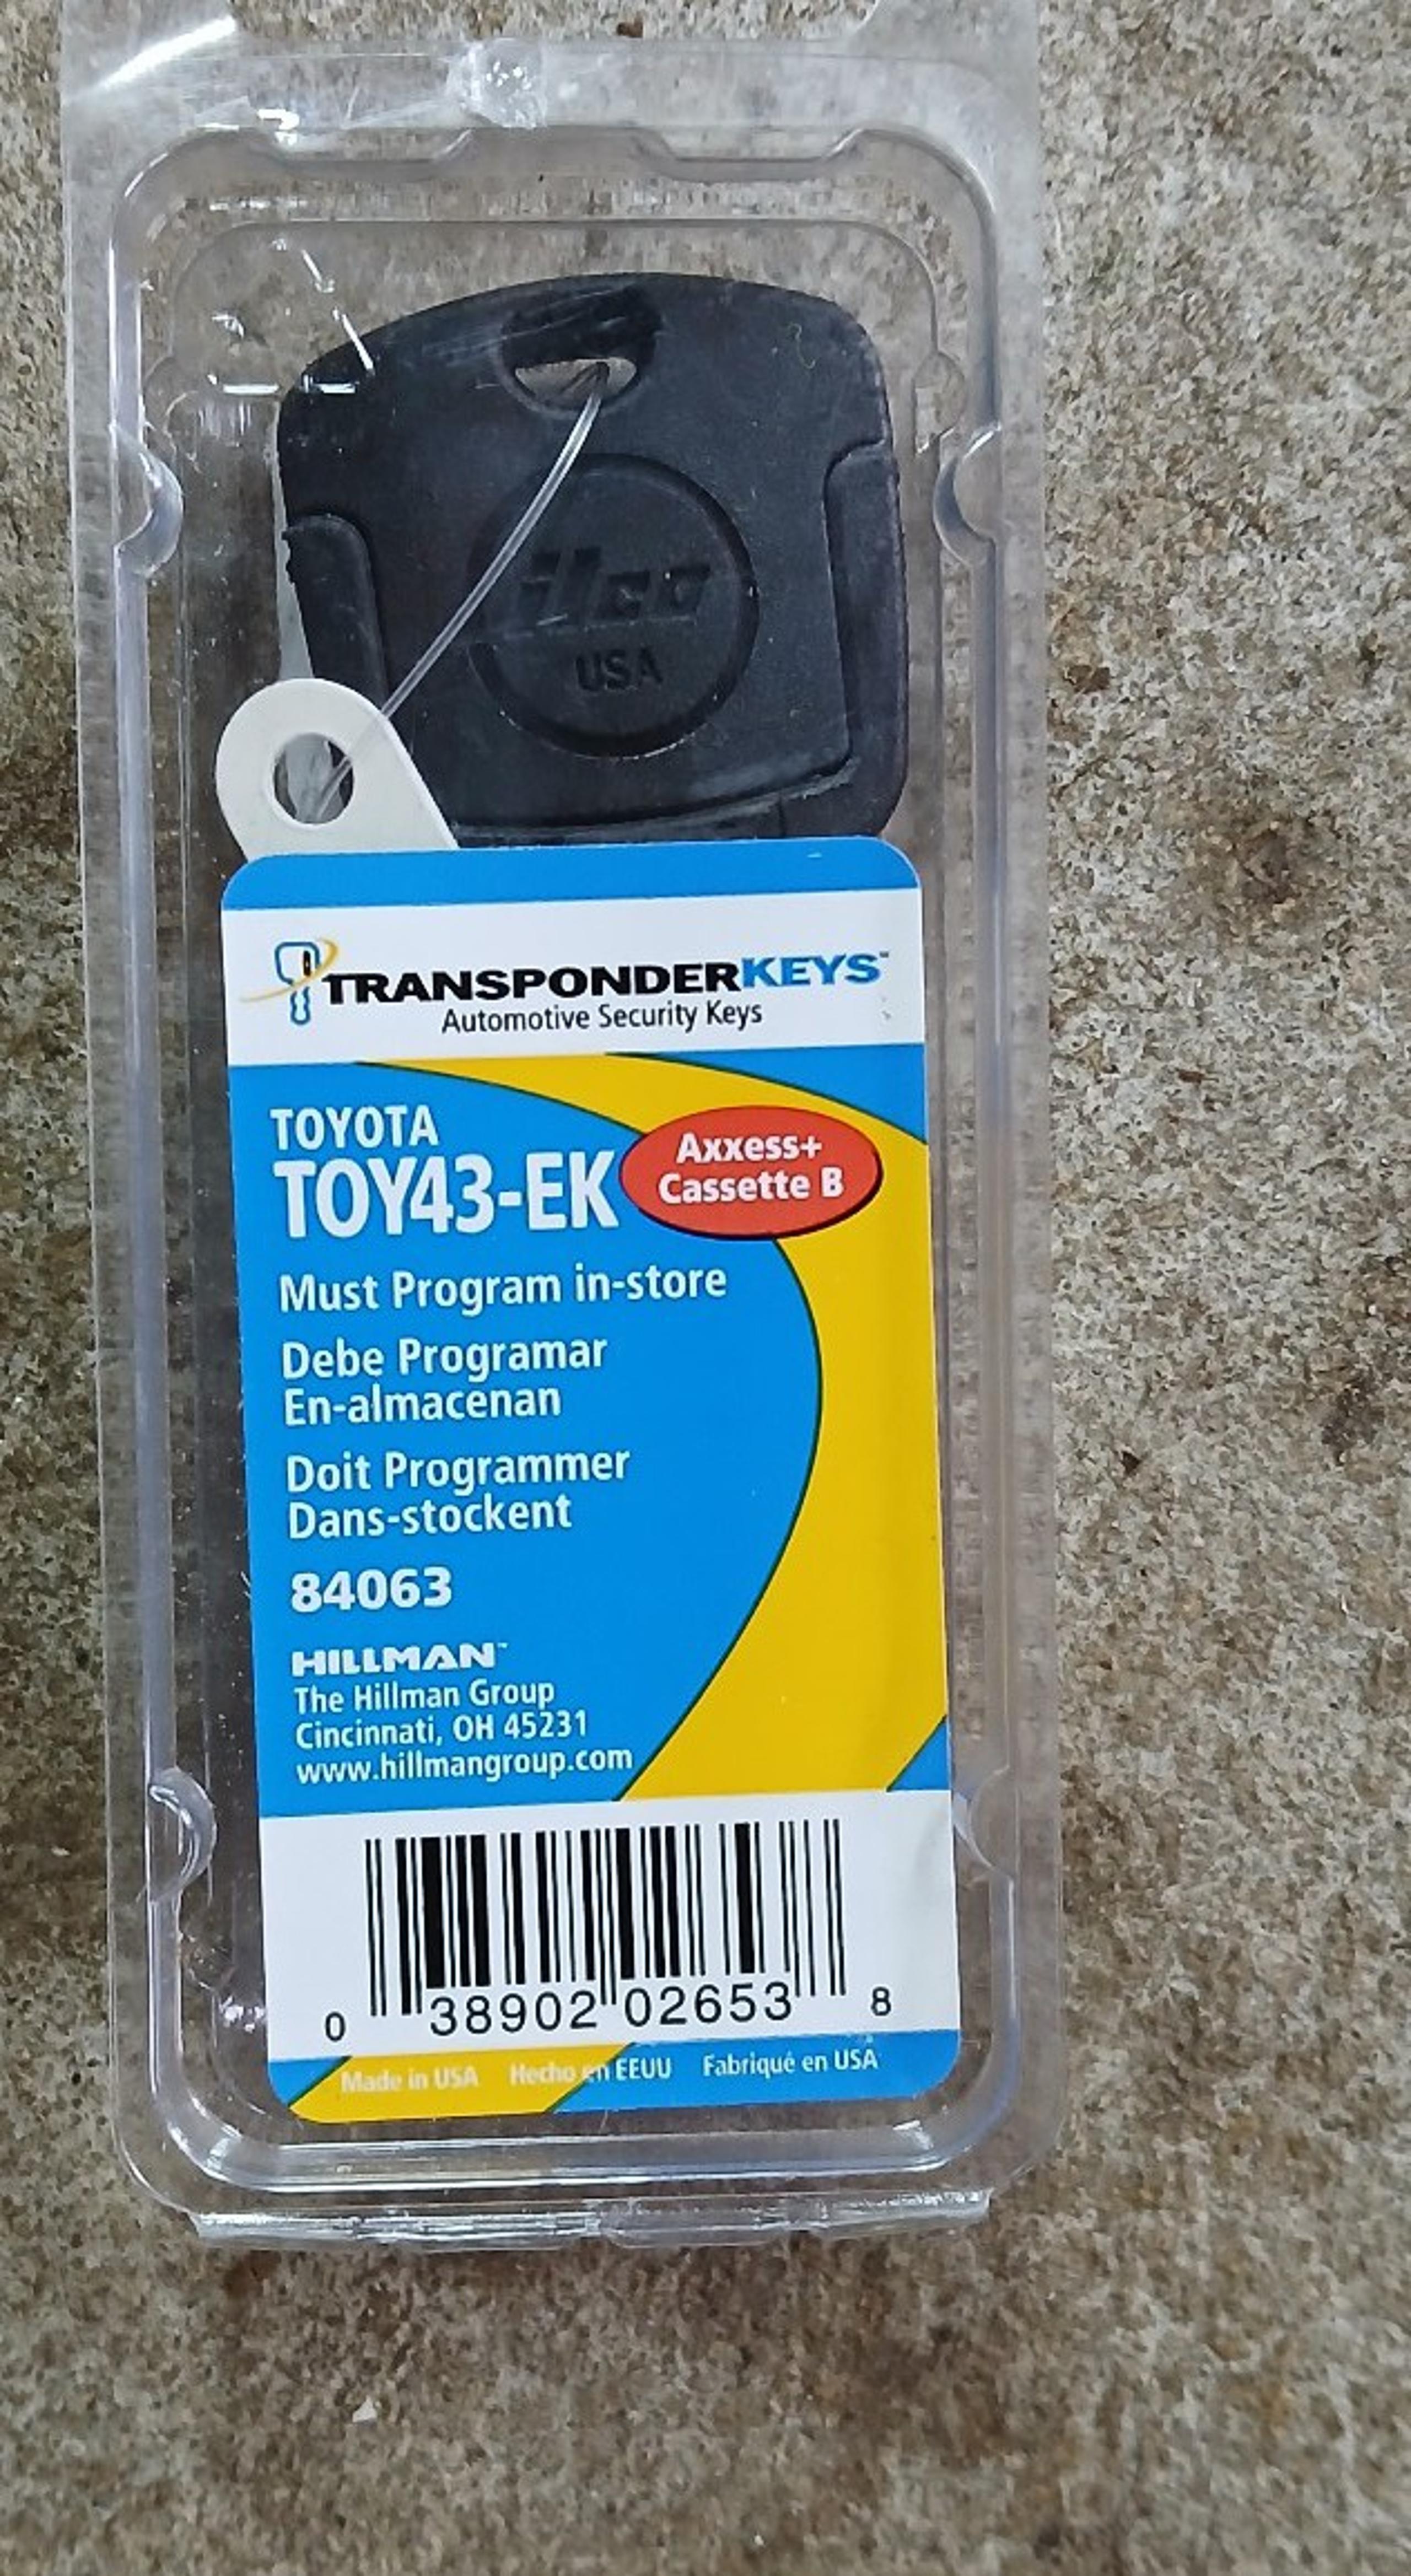 ilco
USA
TRANSPONDERKEYS™
Automotive Security Keys
TOYOTA
TOY43-EK
Axxess+
Cassette B
Must Program in-store
Debe Programar
En-almacenan
Doit Programmer
Dans-stockent
84063
HILLMAN™
The Hillman Group
Cincinnati, OH 45231
www.hillmangroup.com
0 38902 02653 8
Made in USA Hecho en EEUU Fabriqué en USA